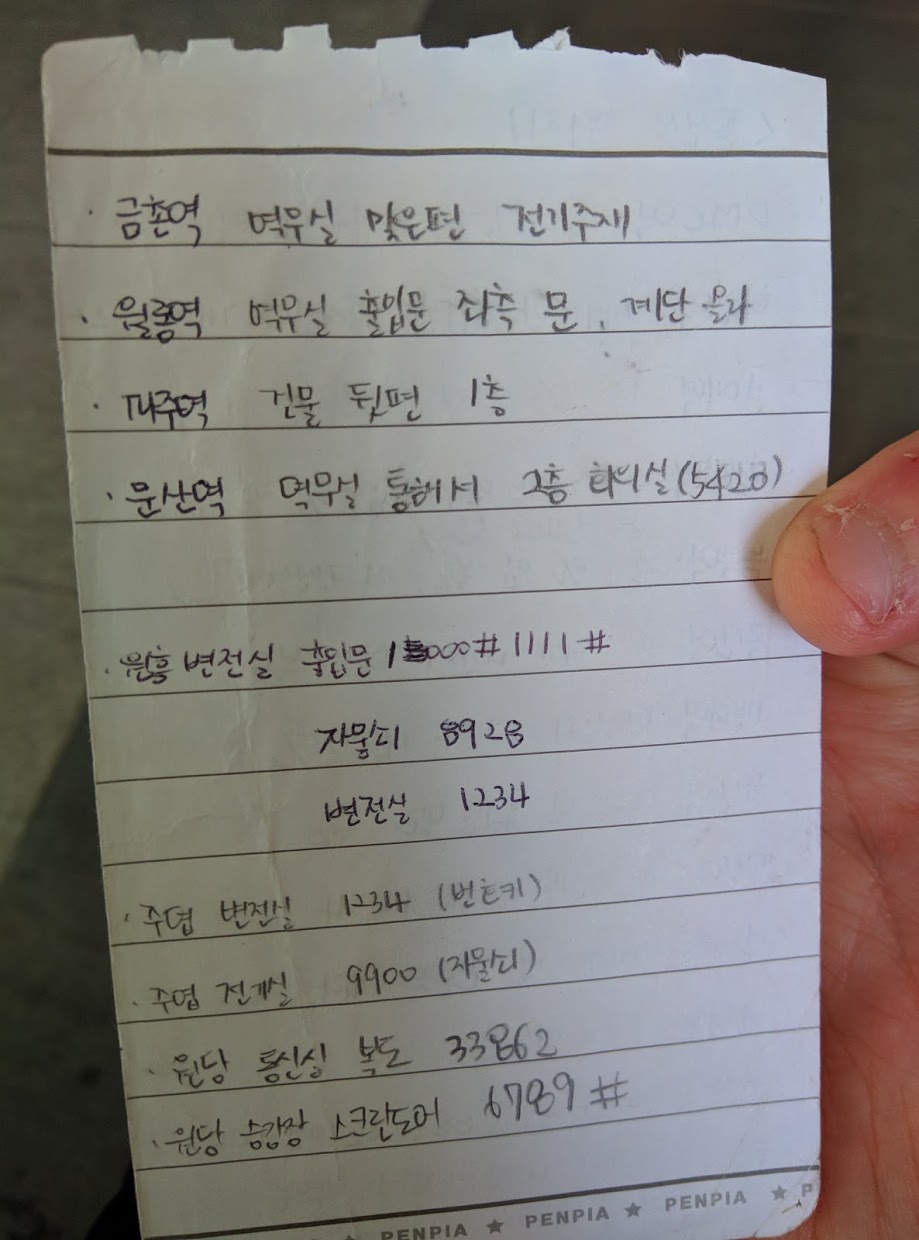 · 금촌역 역무실 맞은편 전기주재
· 월롱역 역무실 출입문 좌측 문, 계단 올라
· 파주역 건물 뒷편 1층
· 문산역 역무실 통해서 2층 (5420)
· 원흥 변전실 출입문 15000# 1111#
자물쇠 8928
변전실 1234
· 주엽 변전실 1234 (번호키)
· 주엽 전기실 9900 (자물쇠)
· 원당 통신실 복도 33862
· 원당 승강장 스크린도어 6789#
PENPIA ★ PENPIA ★ PENPIA ★ P